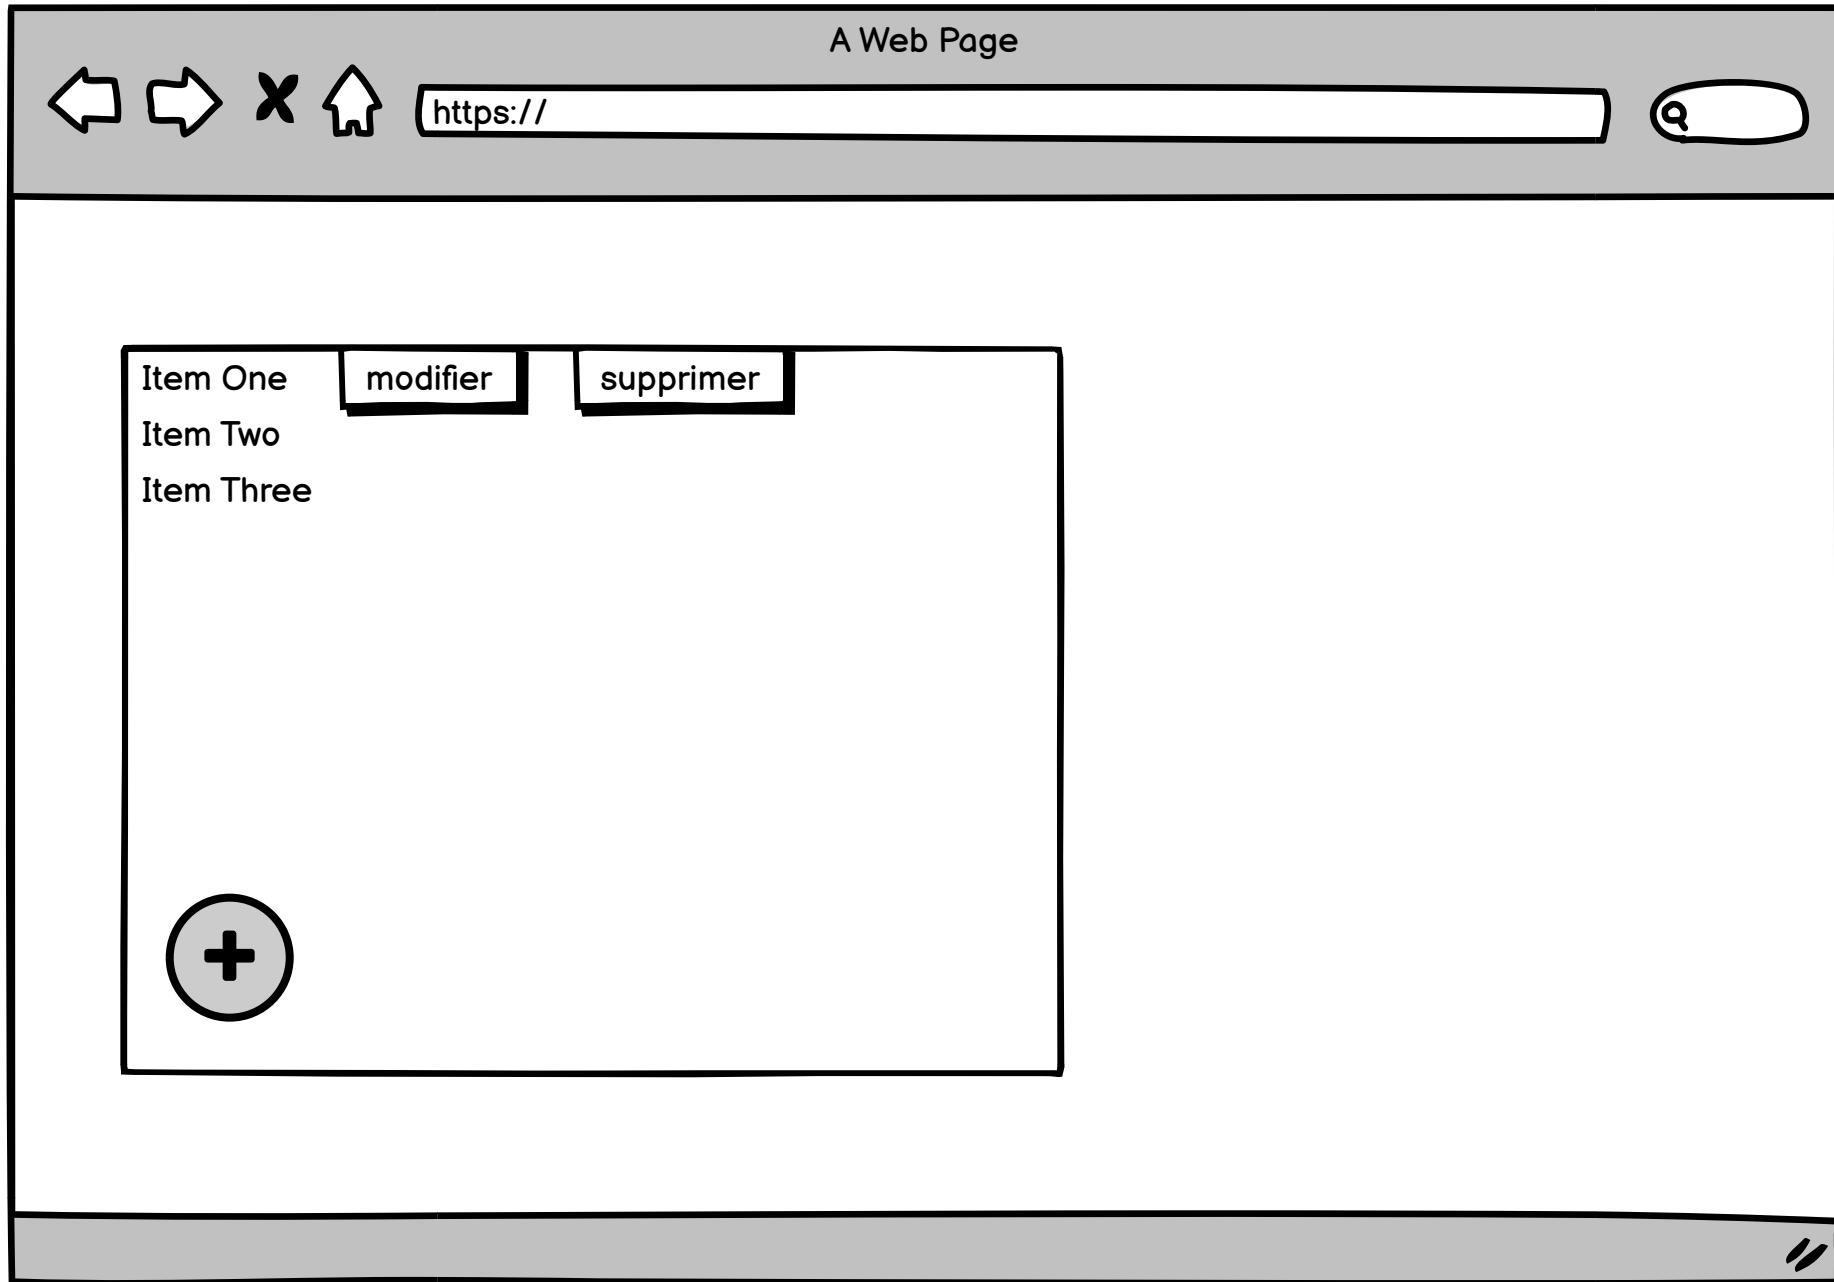 A Web Page
https://
Item One modifier supprimer
Item Two
Item Three